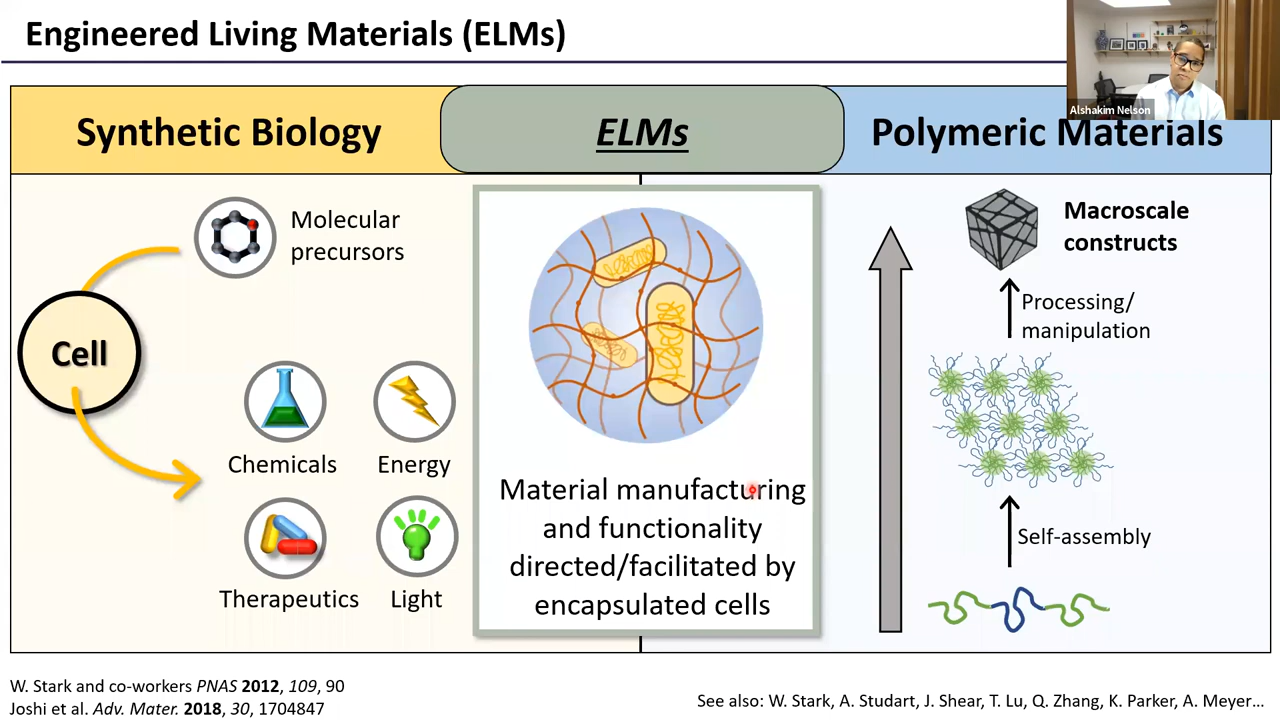 Engineered Living Materials (ELMs)
Alshakim Nelson
Synthetic Biology
ELMs
Polymeric Materials
Molecular
precursors
Cell
Chemicals
Energy
Therapeutics
Light
Material manufacturing
and functionality
directed/facilitated by
encapsulated cells
Macroscale
constructs
Processing/
manipulation
Self-assembly
W. Stark and co-workers PNAS 2012, 109, 90
Joshi et al. Adv. Mater. 2018, 30, 1704847
See also: W. Stark, A. Studart, J. Shear, T. Lu, Q. Zhang, K. Parker, A. Meyer…